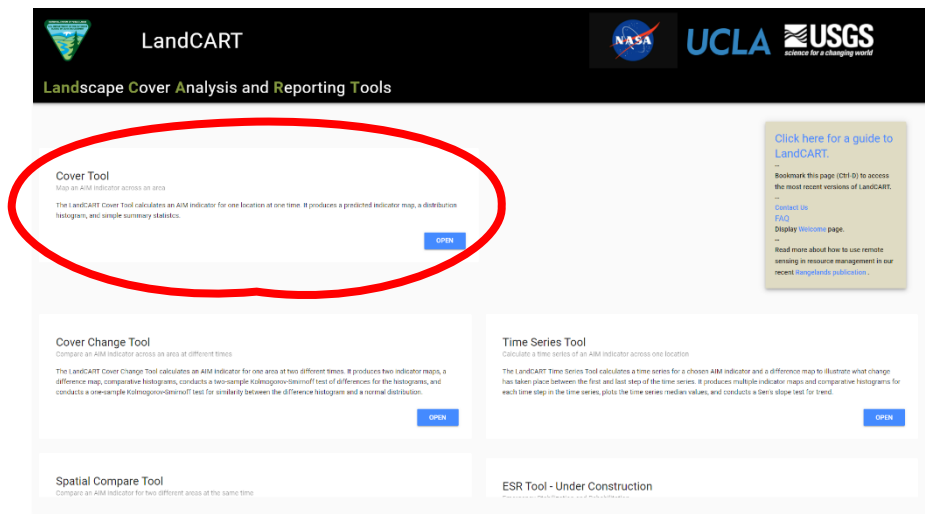 LandCART
NASA
UCLA
USGS
science for a changing world
Landscape Cover Analysis and Reporting Tools
Click here for a guide to
LandCART.
--
Bookmark this page (Ctrl-D) to access
the most recent versions of LandCART.
--
Contact Us
FAQ
Display Welcome page.
--
Read more about how to use remote
sensing in resource management in our
recent Rangelands publication .
Cover Tool
Map an AIM indicator across an area
The LandCART Cover Tool calculates an AIM indicator for one location at one time. It produces a predicted indicator map, a distribution
histogram, and simple summary statistics.
OPEN
Cover Change Tool
Compare an AIM indicator across an area at different times
The LandCART Cover Change Tool calculates an AIM indicator for one area at two different times. It produces two indicator maps, a
difference map, comparative histograms, conducts a two-sample Kolmogorov-Smirnoff test of differences for the histograms, and
conducts a one-sample Kolmogorov-Smirnoff test for similarity between the difference histogram and a normal distribution.
OPEN
Time Series Tool
Calculate a time series of an AIM indicator across one location
The LandCART Time Series Tool calculates a time series for a chosen AIM indicator and a difference map to illustrate what change
has taken place between the first and last step of the time series. It produces multiple indicator maps and comparative histograms for
each time step in the time series, plots the time series median values, and conducts a Sen's slope test for trend.
OPEN
Spatial Compare Tool
Compare an AIM indicator for two different areas at the same time
ESR Tool - Under Construction